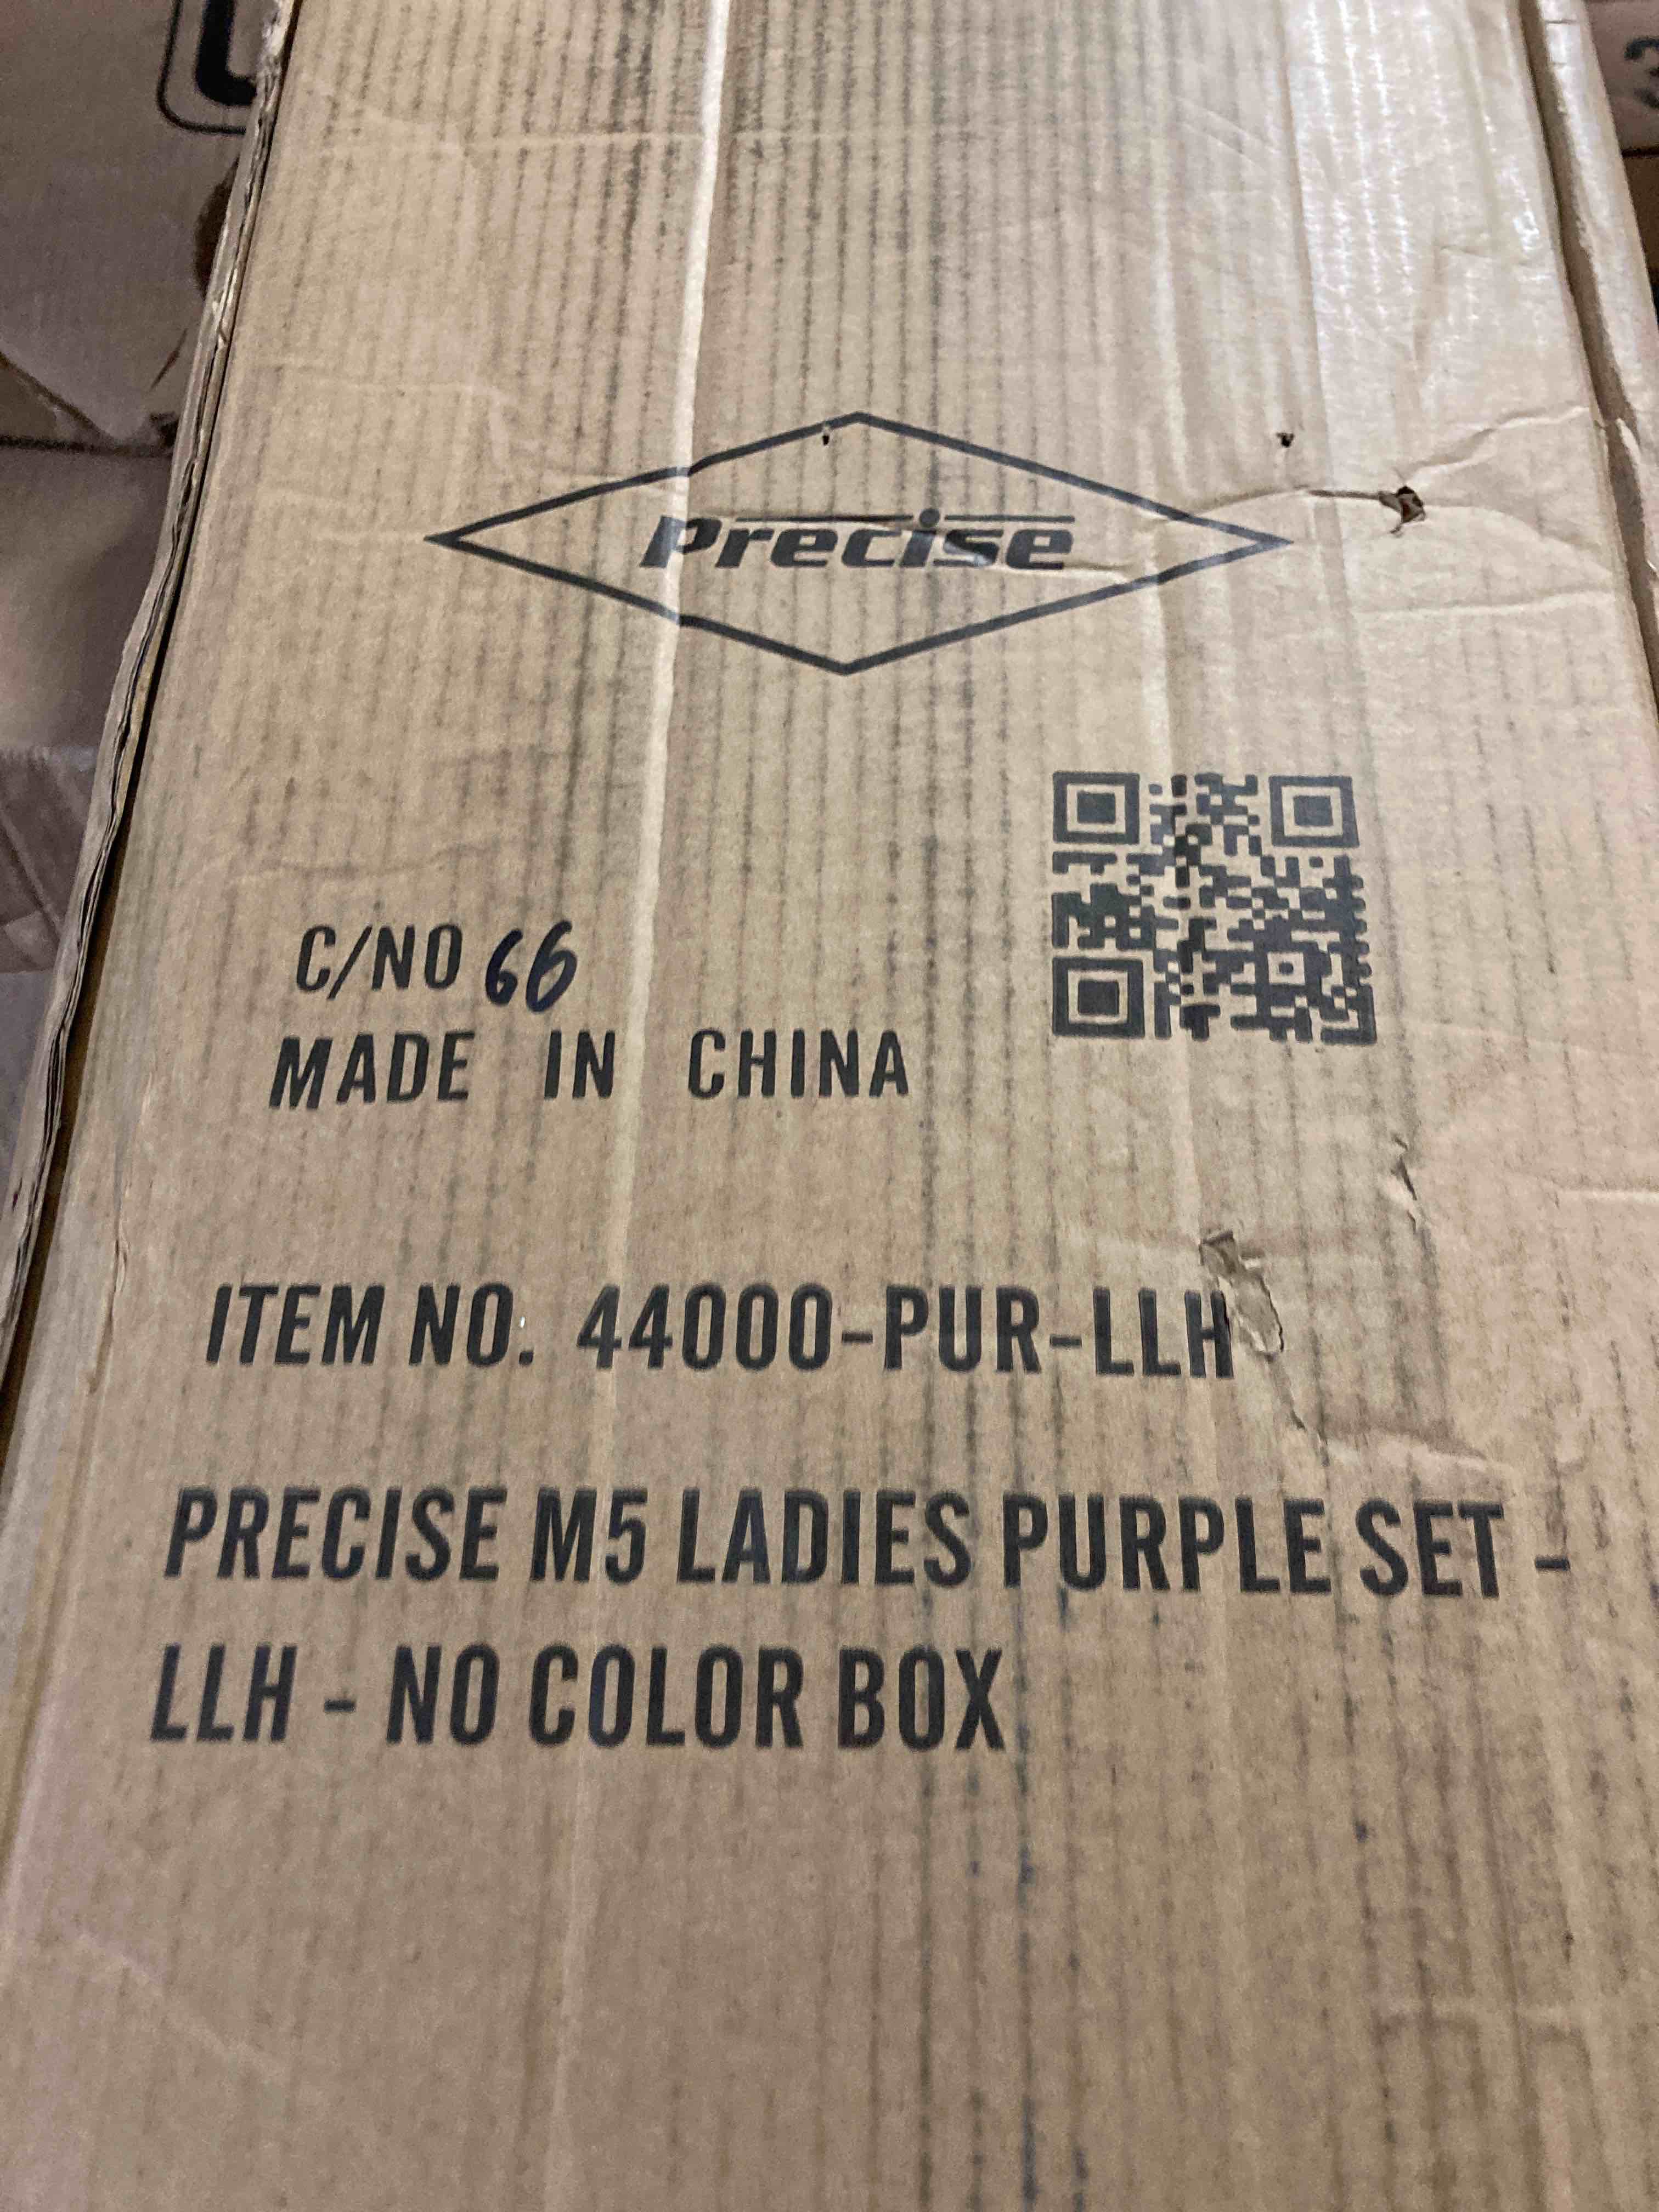 Precise
C/NO 66
MADE IN CHINA
ITEM NO. 44000-PUR-LLH
PRECISE M5 LADIES PURPLE SET -
LLH - NO COLOR BOX